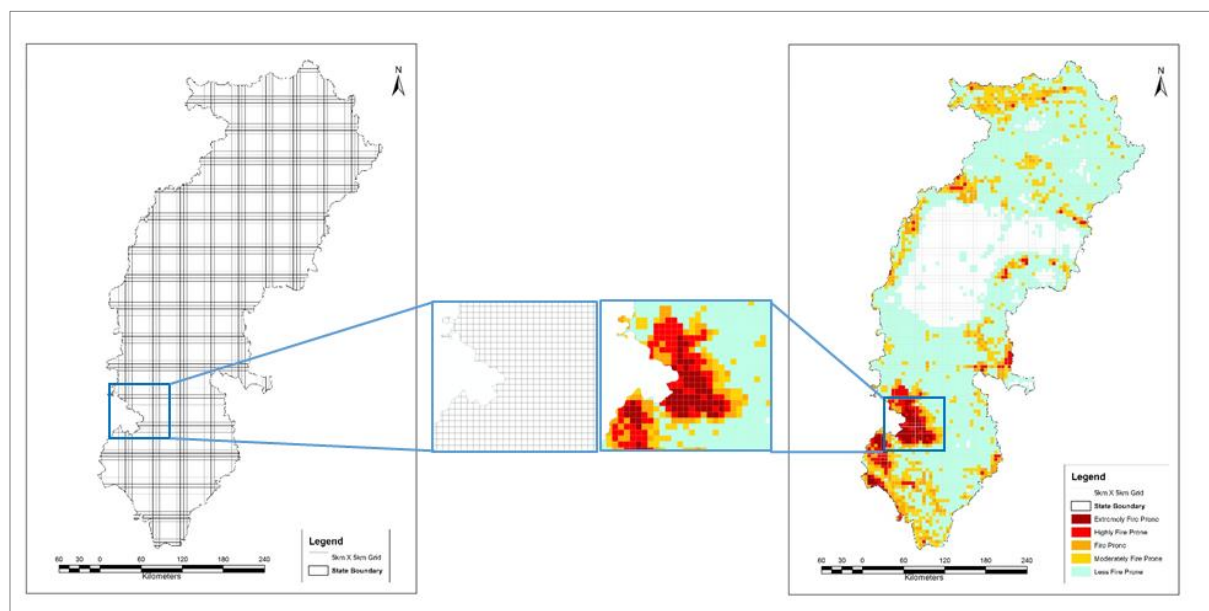 N
Legend
5km X 5km Grid
State Boundary
60 30 0 60 120 180 240
Kilometers
N
Legend
5km X 5km Grid
State Boundary
Extremely Fire Prone
Highly Fire Prone
Fire Prone
Moderately Fire Prone
Less Fire Prone
60 30 0 60 120 180 240
Kilometers